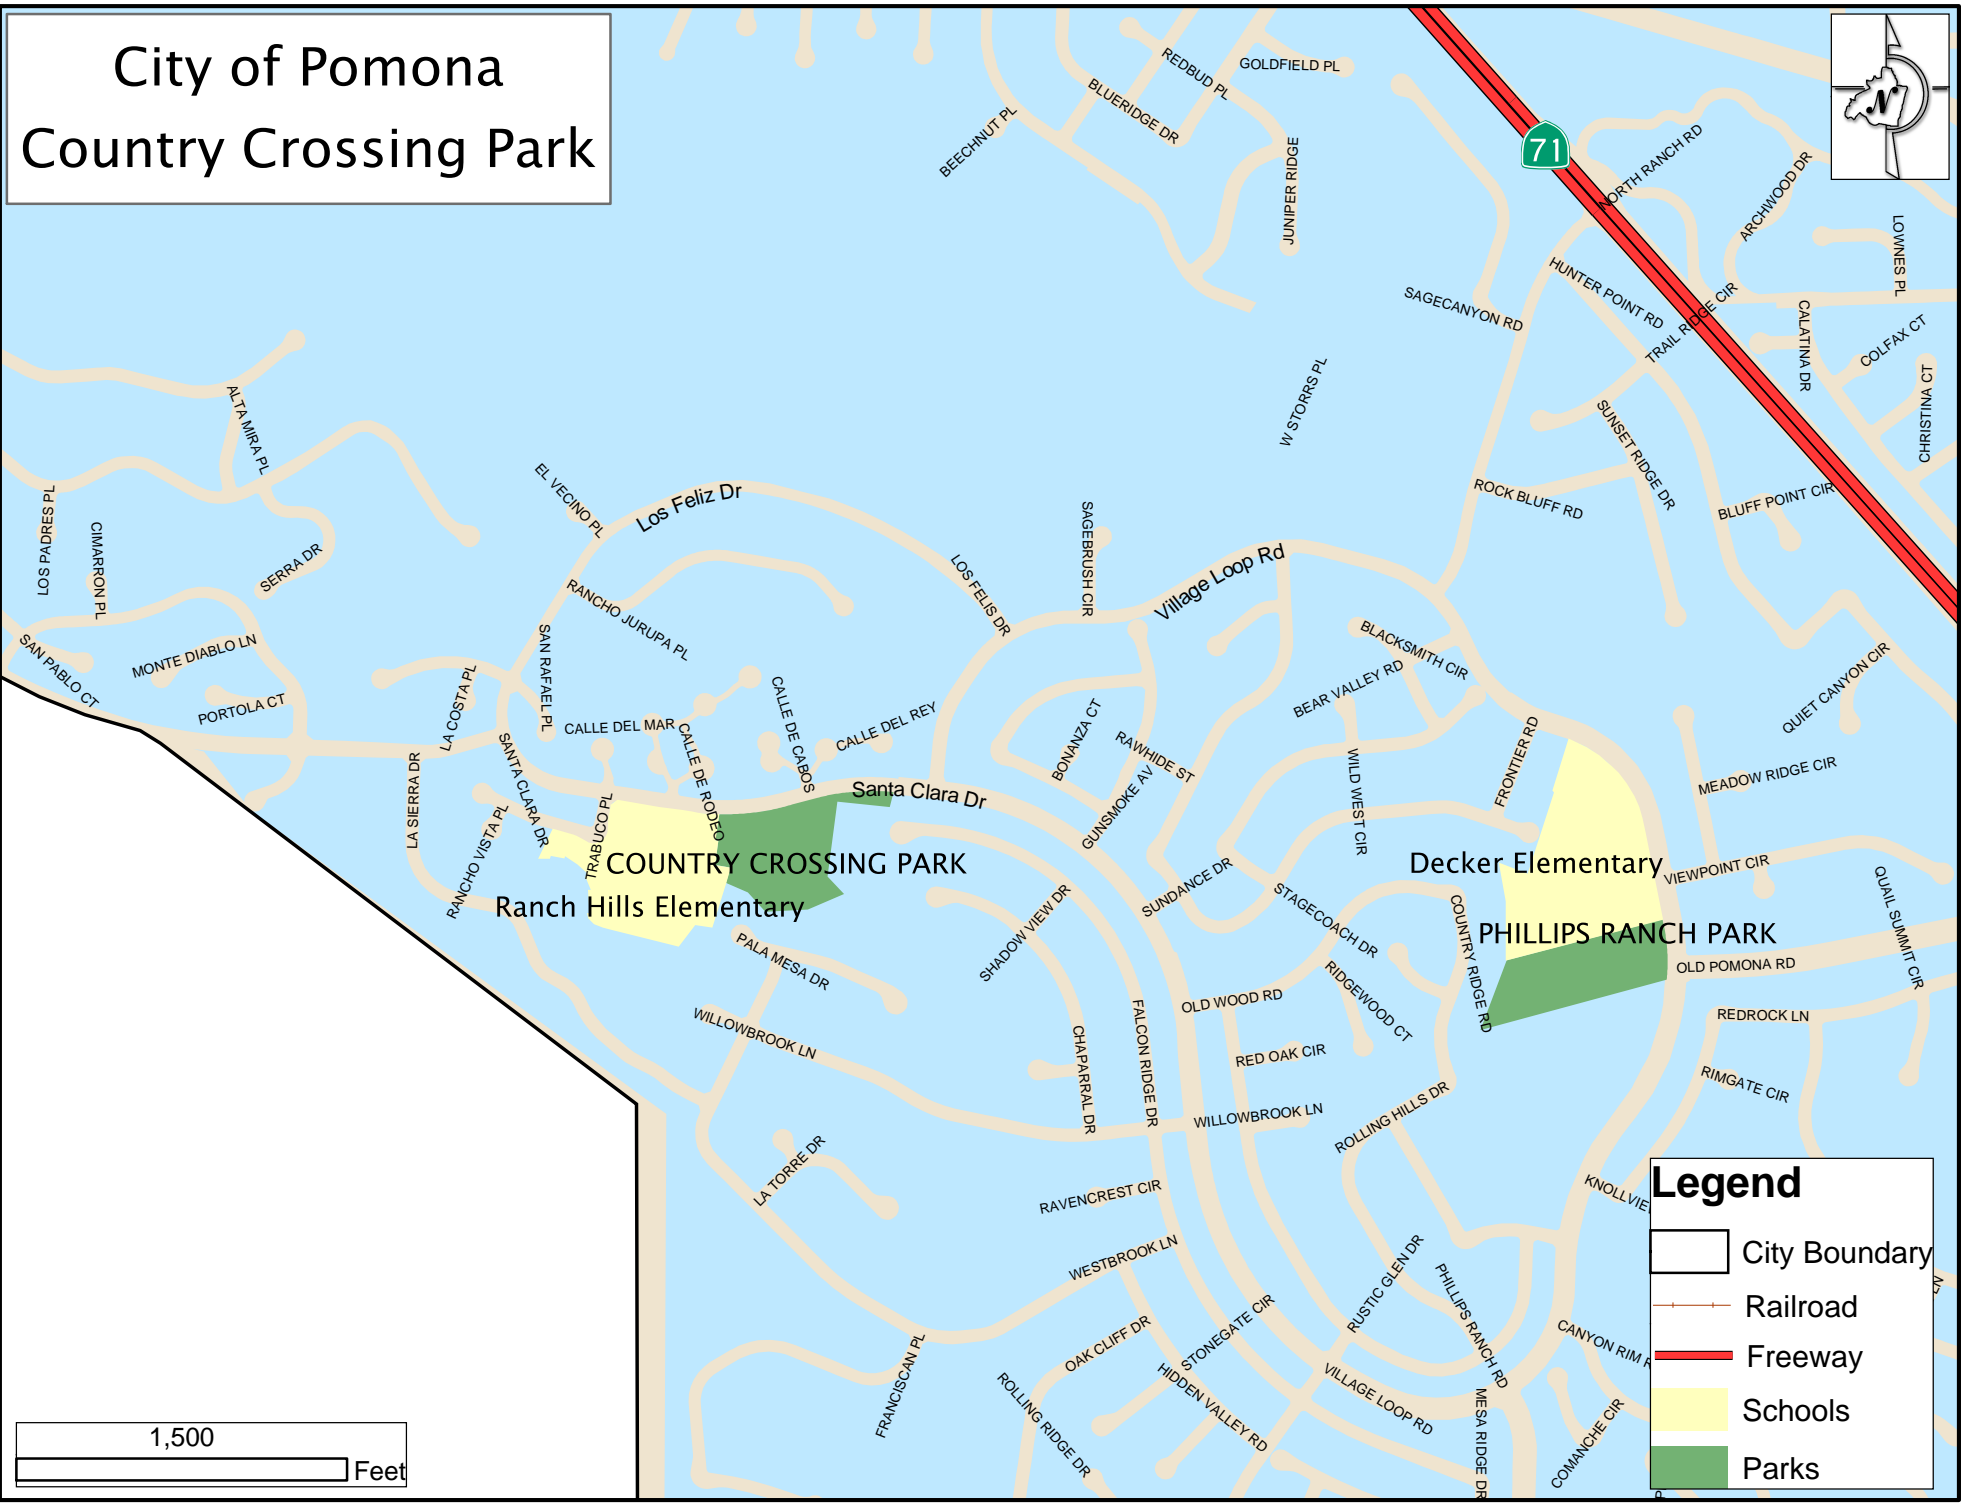 City of Pomona
Country Crossing Park
REDBUD PL
GOLDFIELD PL
BLUERIDGE DR
BEECHNUT PL
JUNIPER RIDGE
71
N
NORTH RANCH RD
ARCHWOOD DR
LOWNES PL
HUNTER POINT RD
SAGECANYON RD
TRAIL RIDGE CIR
CALATINA DR
COLFAX CT
CHRISTINA CT
W STORRS PL
ALTA MIRA PL
SUNSET RIDGE DR
EL VECINO PL
Los Feliz Dr
ROCK BLUFF RD
BLUFF POINT CIR
LOS PADRES PL
CIMARRON PL
SERRA DR
SAGEBRUSH CIR
LOS FELIS DR
Village Loop Rd
RANCHO JURUPA PL
SAN RAFAEL PL
SAN PABLO CT
MONTE DIABLO LN
PORTOLA CT
LA COSTA PL
BLACKSMITH CIR
BEAR VALLEY RD
QUIET CANYON CIR
CALLE DEL MAR
CALLE DE RODEO
CALLE DE CABOS
CALLE DEL REY
BONANZA CT
RAWHIDE ST
GUNSMOKE AV
WILD WEST CIR
FRONTIER RD
MEADOW RIDGE CIR
LA SIERRA DR
SANTA CLARA DR
RANCHO VISTA PL
TRABUCO PL
Santa Clara Dr
COUNTRY CROSSING PARK
Ranch Hills Elementary
Decker Elementary
VIEWPOINT CIR
PHILLIPS RANCH PARK
OLD POMONA RD
QUAIL SUMMIT CIR
SUNDANCE DR
STAGECOACH DR
SHADOW VIEW DR
COUNTRY RIDGE RD
PALA MESA DR
RIDGEWOOD CT
OLD WOOD RD
REDROCK LN
WILLOWBROOK LN
CHAPARRAL DR
FALCON RIDGE DR
RED OAK CIR
RIMGATE CIR
WILLOWBROOK LN
ROLLING HILLS DR
LA TORRE DR
RAVENCREST CIR
KNOLLVIE
WESTBROOK LN
RUSTIC GLEN DR
PHILLIPS RANCH RD
STONEGATE CIR
OAK CLIFF DR
FRANCISCAN PL
HIDDEN VALLEY RD
VILLAGE LOOP RD
CANYON RIM R
ROLLING RIDGE DR
MESA RIDGE DR
COMANCHE CIR
Legend
City Boundary
Railroad
Freeway
Schools
Parks
1,500
Feet